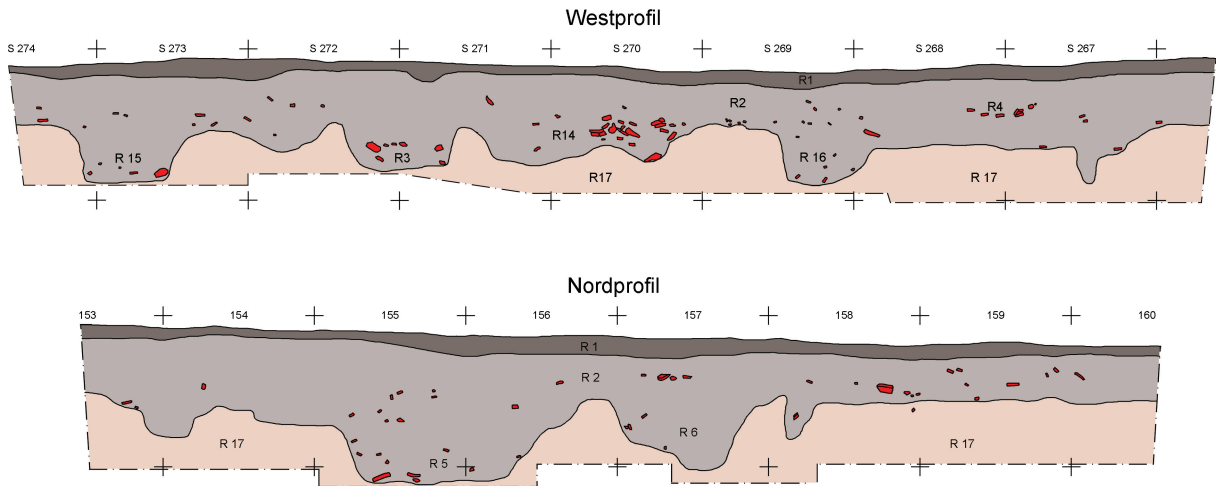 Westprofil
S 274 S 273 S 272 S 271 S 270 S 269 S 268 S 267
R1
R2 R4
R14
R 15 R3 R 16
R17 R 17
Nordprofil
153 154 155 156 157 158 159 160
R 1
R 2
R 6
R 17 R 17
R 5